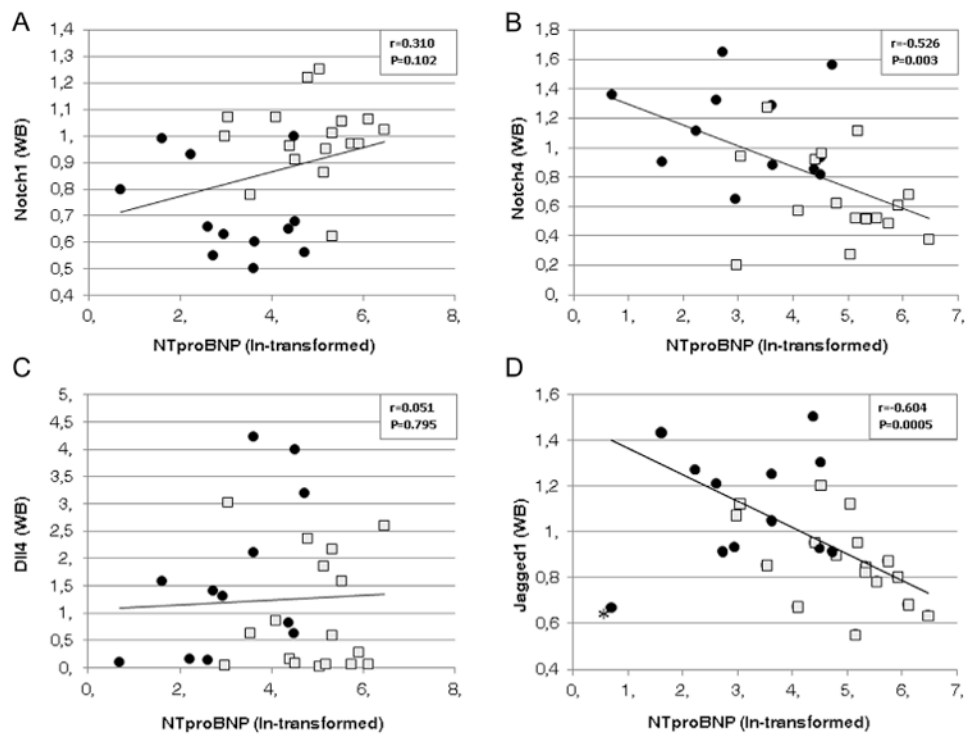 A
1,4
1,3
1,2
1,1
1,
0,9
0,8
0,7
0,6
0,5
0,4
0, 2, 4, 6, 8,
Notch1 (WB)
NTproBNP (ln-transformed)
r=0.310
P=0.102
B
1,8
1,6
1,4
1,2
1,
0,8
0,6
0,4
0,2
0,
0, 1, 2, 3, 4, 5, 6, 7,
Notch4 (WB)
NTproBNP (ln-transformed)
r=-0.526
P=0.003
C
5,
4,5
4,
3,5
3,
2,5
2,
1,5
1,
0,5
0,
0, 2, 4, 6, 8,
Dll4 (WB)
NTproBNP (ln-transformed)
r=0.051
P=0.795
D
1,6
1,4
1,2
1,
0,8
0,6
0,4
0, 1, 2, 3, 4, 5, 6, 7,
Jagged1 (WB)
NTproBNP (ln-transformed)
r=-0.604
P=0.0005
*